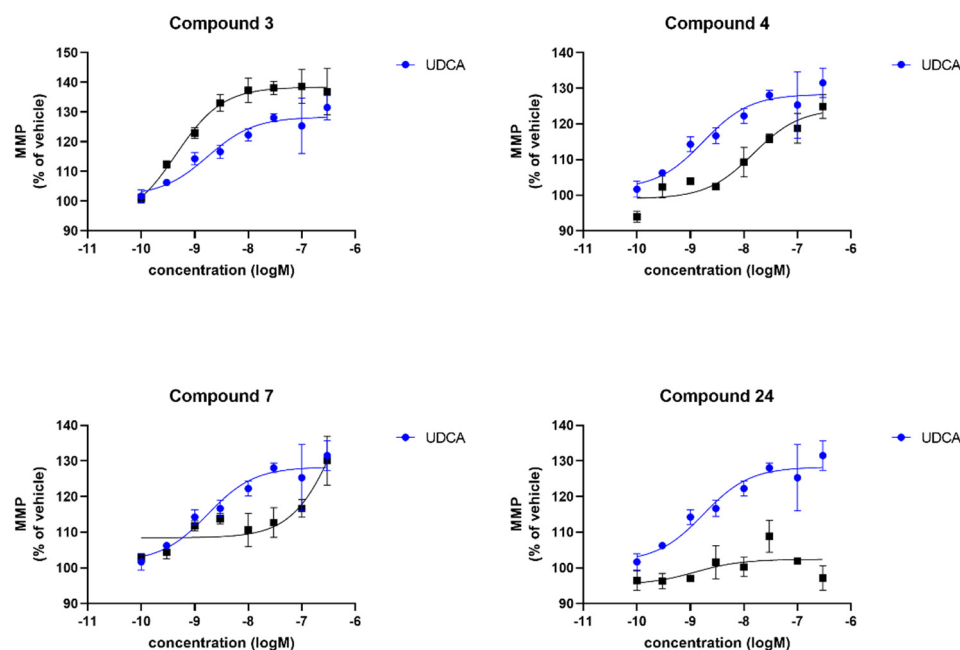 Compound 3
150
140
130
120
110
100
90
MMP
(% of vehicle)
-11 -10 -9 -8 -7 -6
concentration (logM)
UDCA
Compound 4
140
130
120
110
100
90
MMP
(% of vehicle)
-11 -10 -9 -8 -7 -6
concentration (logM)
UDCA
Compound 7
140
130
120
110
100
90
MMP
(% of vehicle)
-11 -10 -9 -8 -7 -6
concentration (logM)
UDCA
Compound 24
140
130
120
110
100
90
MMP
(% of vehicle)
-11 -10 -9 -8 -7 -6
concentration (logM)
UDCA